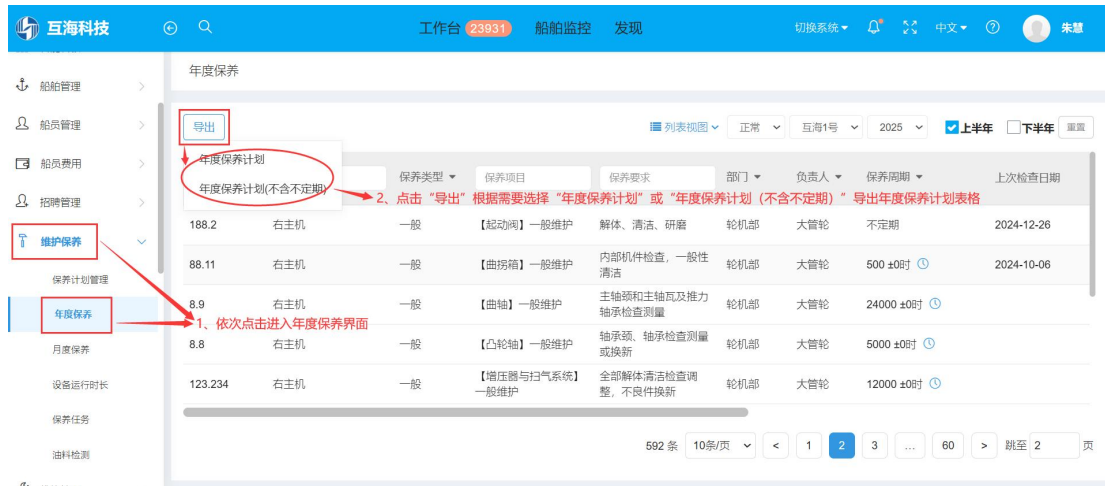 互海科技
工作台 23931 船舶监控 发现
切换系统 中文 朱慧
船舶管理
船员管理
船员费用
招聘管理
维护保养
保养计划管理
年度保养
月度保养
设备运行时长
保养任务
油料检测
年度保养
导出
列表视图 正常 互海1号 2025 上半年 下半年 重置
年度保养计划
年度保养计划(不含不定期)
保养类型 保养项目 保养要求 部门 负责人 保养周期 上次检查日期
2、点击“导出”根据需要选择“年度保养计划”或“年度保养计划（不含不定期）”导出年度保养计划表格
188.2 右主机 一般 【起动阀】一般维护 解体、清洁、研磨 轮机部 大管轮 不定期 2024-12-26
88.11 右主机 一般 【曲拐箱】一般维护 内部机件检查，一般性清洁 轮机部 大管轮 500 ±0时 2024-10-06
8.9 右主机 一般 【曲轴】一般维护 主轴颈和主轴瓦及推力轴承检查测量 轮机部 大管轮 24000 ±0时
1、依次点击进入年度保养界面
8.8 右主机 一般 【凸轮轴】一般维护 轴承颈、轴承检查测量或换新 轮机部 大管轮 5000 ±0时
123.234 右主机 一般 【增压器与扫气系统】一般维护 全部解体清洁检查调整，不良件换新 轮机部 大管轮 12000 ±0时
592 条 10条/页 < 1 2 3 ... 60 > 跳至 2 页